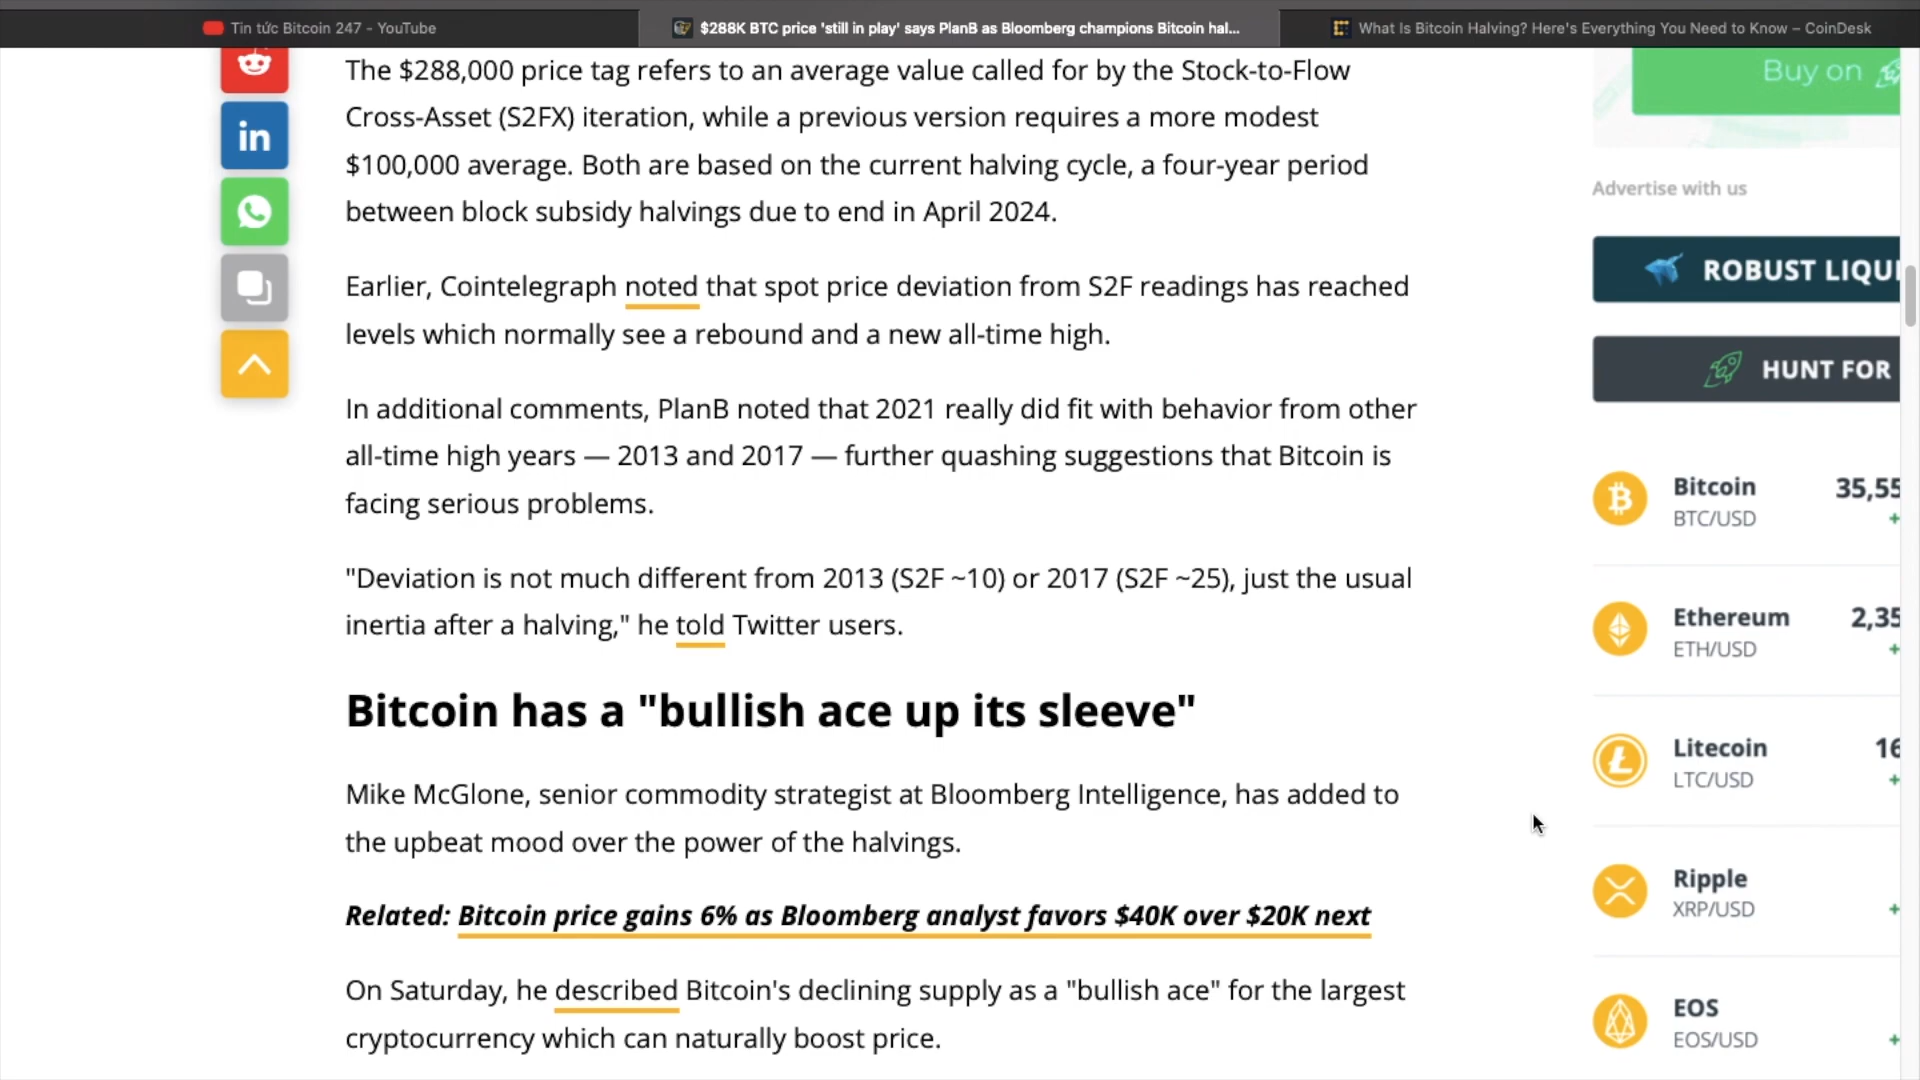 Tin tức Bitcoin 247 - YouTube
$288K BTC price 'still in play' says PlanB as Bloomberg champions Bitcoin hal...
What Is Bitcoin Halving? Here's Everything You Need to Know – CoinDesk
The $288,000 price tag refers to an average value called for by the Stock-to-Flow
Cross-Asset (S2FX) iteration, while a previous version requires a more modest
$100,000 average. Both are based on the current halving cycle, a four-year period
between block subsidy halvings due to end in April 2024.
Earlier, Cointelegraph noted that spot price deviation from S2F readings has reached
levels which normally see a rebound and a new all-time high.
In additional comments, PlanB noted that 2021 really did fit with behavior from other
all-time high years — 2013 and 2017 — further quashing suggestions that Bitcoin is
facing serious problems.
"Deviation is not much different from 2013 (S2F ~10) or 2017 (S2F ~25), just the usual
inertia after a halving," he told Twitter users.
Bitcoin has a "bullish ace up its sleeve"
Mike McGlone, senior commodity strategist at Bloomberg Intelligence, has added to
the upbeat mood over the power of the halvings.
Related: Bitcoin price gains 6% as Bloomberg analyst favors $40K over $20K next
On Saturday, he described Bitcoin's declining supply as a "bullish ace" for the largest
cryptocurrency which can naturally boost price.
in
Buy on
Advertise with us
ROBUST LIQUI
HUNT FOR
Bitcoin 35,55
BTC/USD +
Ethereum 2,35
ETH/USD +
Litecoin 16
LTC/USD +
Ripple
XRP/USD +
EOS
EOS/USD +